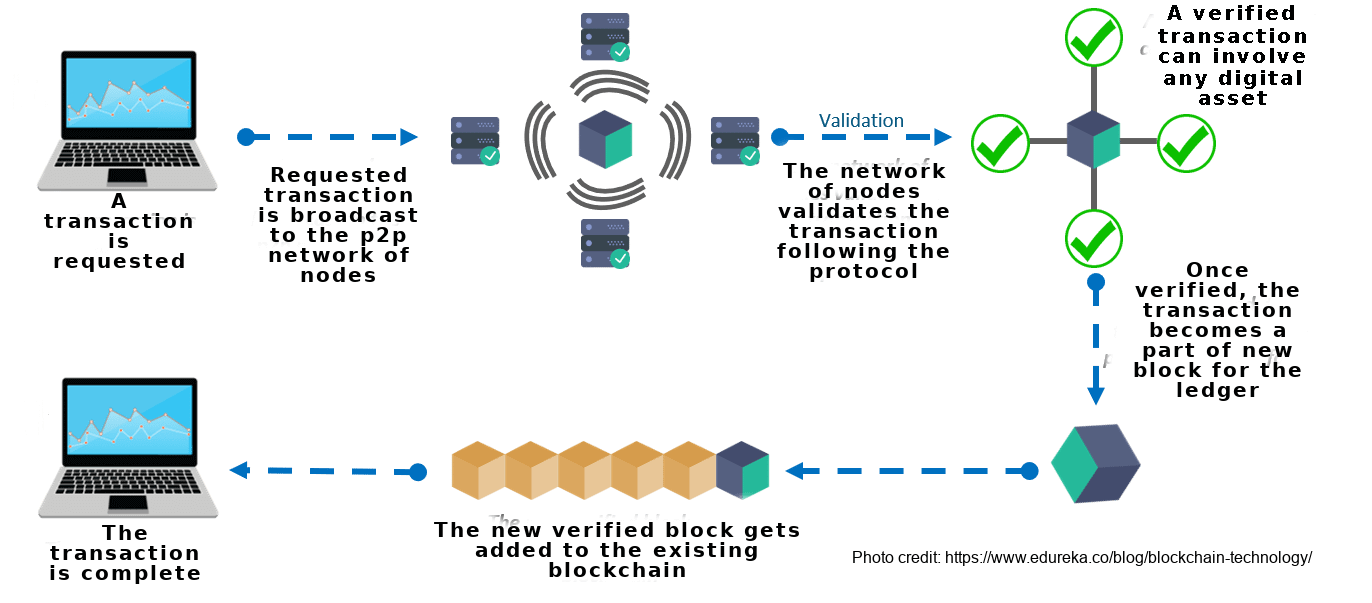 A
transaction
is
requested
Requested
transaction
is broadcast
to the p2p
network of
nodes
Validation
The network
of nodes
validates the
transaction
following the
protocol
A verified
transaction
can involve
any digital
asset
Once
verified, the
transaction
becomes a
part of new
block for the
ledger
The new verified block gets
added to the existing
blockchain
The
transaction
is complete
Photo credit: https://www.edureka.co/blog/blockchain-technology/